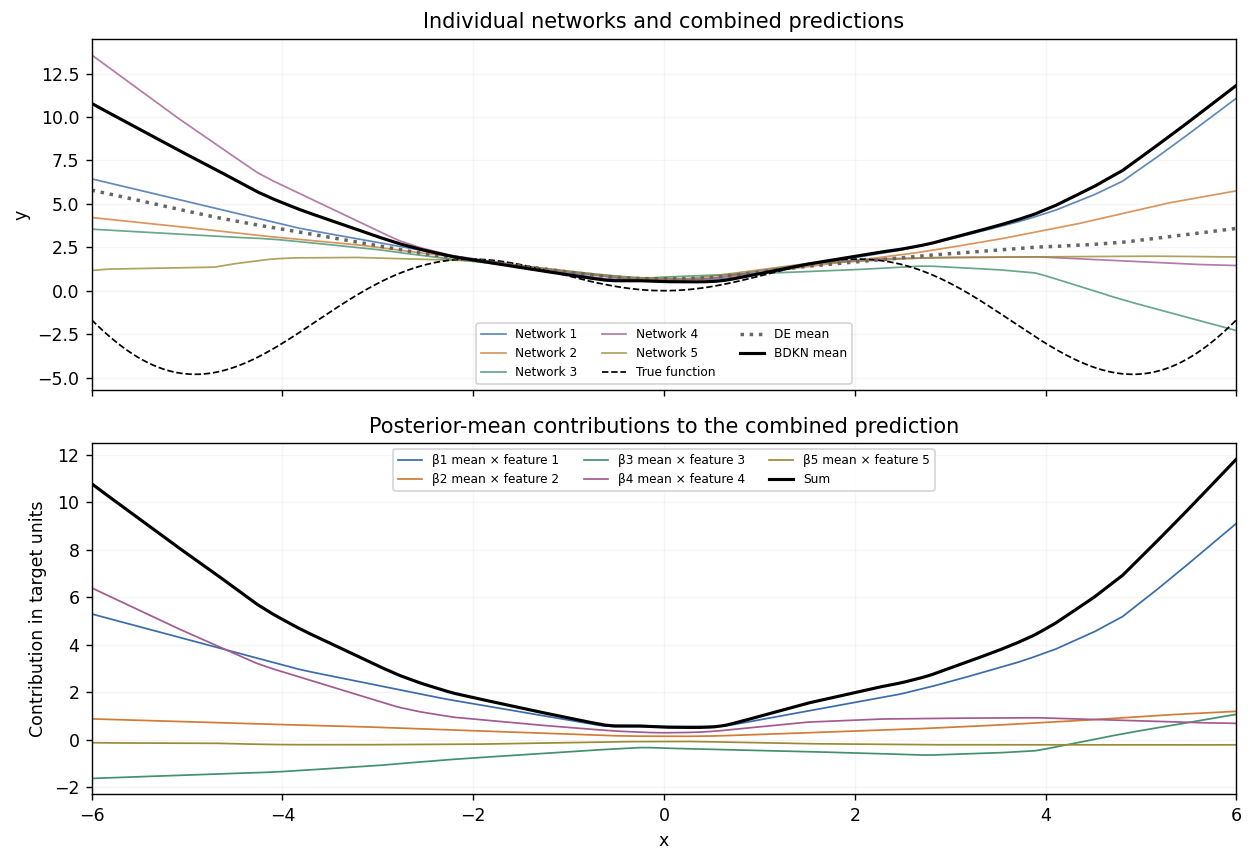 Individual networks and combined predictions
12.5
10.0
7.5
5.0
2.5
0.0
−2.5
−5.0
y
Network 1
Network 2
Network 3
Network 4
Network 5
True function
DE mean
BDKN mean
Posterior-mean contributions to the combined prediction
12
10
8
6
4
2
0
−2
Contribution in target units
β1 mean × feature 1
β2 mean × feature 2
β3 mean × feature 3
β4 mean × feature 4
β5 mean × feature 5
Sum
−6
−4
−2
0
2
4
6
x